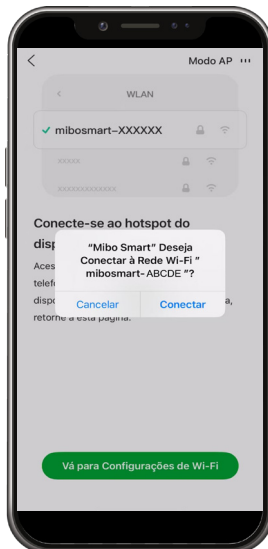 Modo AP ...
WLAN
mibosmart-XXXXXX
xxxxx
xxxxxxxxxxxxx
Conecte-se ao hotspot do
disp
Aces
telef
dispo a,
retorne a esta página.
"Mibo Smart" Deseja
Conectar à Rede Wi-Fi "
mibosmart- ABCDE "?
Cancelar Conectar
Vá para Configurações de Wi-Fi